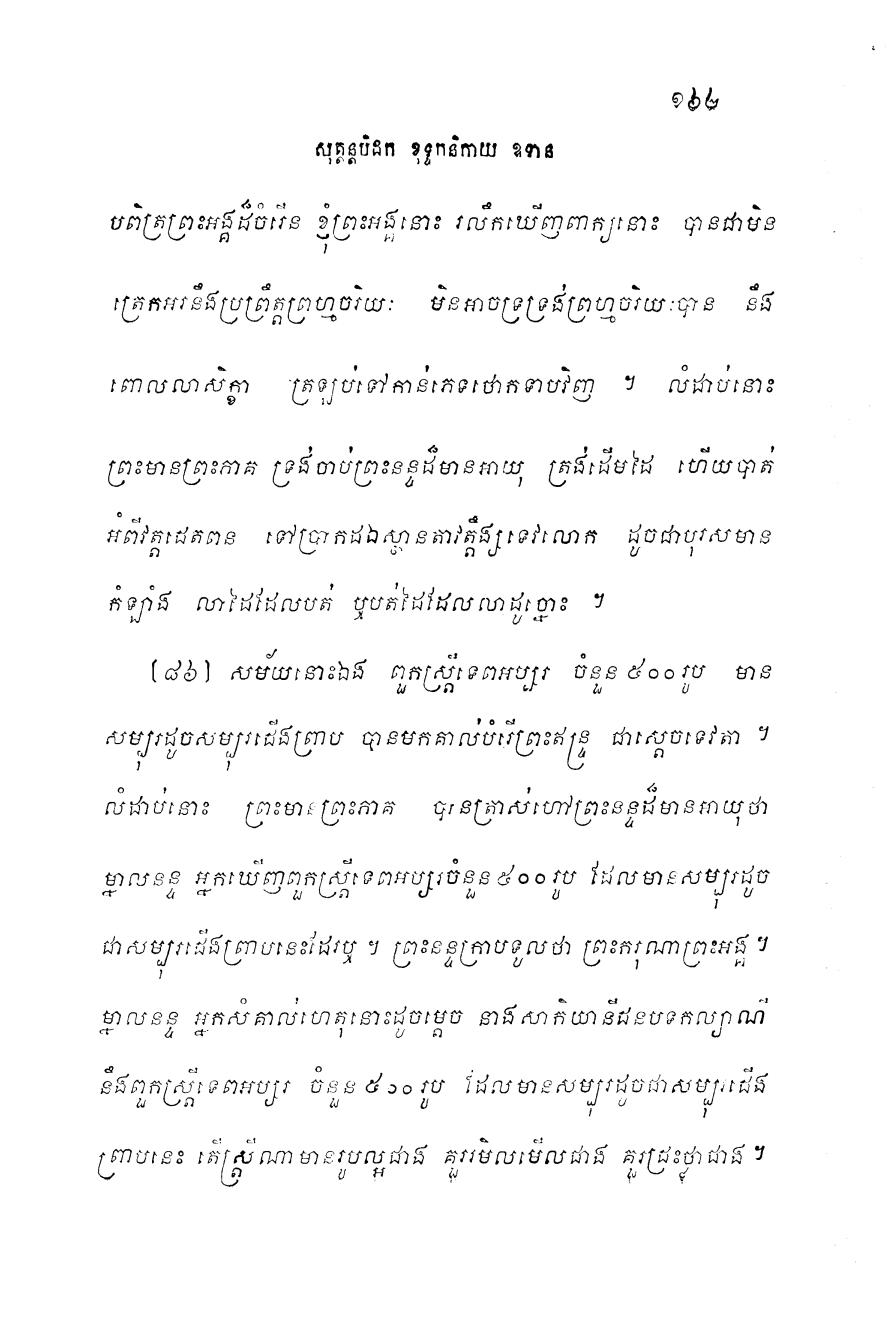 ១៦៤
សុត្តន្តបិដក ខុទ្ទកនិកាយ ឧទាន
បពិត្រព្រះអង្គដ៏ចំរើន ខ្ញុំព្រះអង្គនោះ រលឹកឃើញពាក្យនោះ បានជាមិន
ត្រេកអរនឹងប្រព្រឹត្តព្រហ្មចរិយៈ មិនអាចទ្រទ្រង់ព្រហ្មចរិយៈបាន នឹង
ពោលលាសិក្ខា ត្រឡប់ទៅកាន់ភេទថោកទាបវិញ ។ លំដាប់នោះ
ព្រះមានព្រះភាគ ទ្រង់ចាប់ព្រះនន្ទដ៏មានអាយុ ត្រង់ដើមដៃ ហើយបាត់
អំពីវត្តជេតពន ទៅប្រាកដឯស្ថានតាវត្តឹង្សទេវលោក ដូចជាបុរសមាន
កំឡាំង លាដៃដែលបត់ ឬបត់ដៃដែលលាដូច្នោះ ។
(៨៦) សម័យនោះឯង ពួកស្ត្រីទេពអប្សរ ចំនួន ៥០០ រូប មាន
សម្បុរដូចសម្បុរជើងព្រាប បានមកគាល់បំរើព្រះឥន្ទ្រ ជាស្តេចទេវតា ។
លំដាប់នោះ ព្រះមានព្រះភាគ បានត្រាស់ហៅព្រះនន្ទដ៏មានអាយុថា
ម្នាលនន្ទ អ្នកឃើញពួកស្ត្រីទេពអប្សរចំនួន ៥០០ រូប ដែលមានសម្បុរដូច
ជាសម្បុរជើងព្រាបនេះដែរឬ ។ ព្រះនន្ទក្រាបទូលថា ព្រះករុណាព្រះអង្គ ។
ម្នាលនន្ទ អ្នកសំគាល់ហេតុនោះដូចម្តេច នាងសាកិយានីជនបទកល្យាណី
នឹងពួកស្ត្រីទេពអប្សរ ចំនួន ៥០០ រូប ដែលមានសម្បុរដូចជាសម្បុរជើង
ព្រាបនេះ តើស្ត្រីណាមានរូបល្អជាង គួររមិលមើលជាង គួរជ្រះថ្លាជាង ។